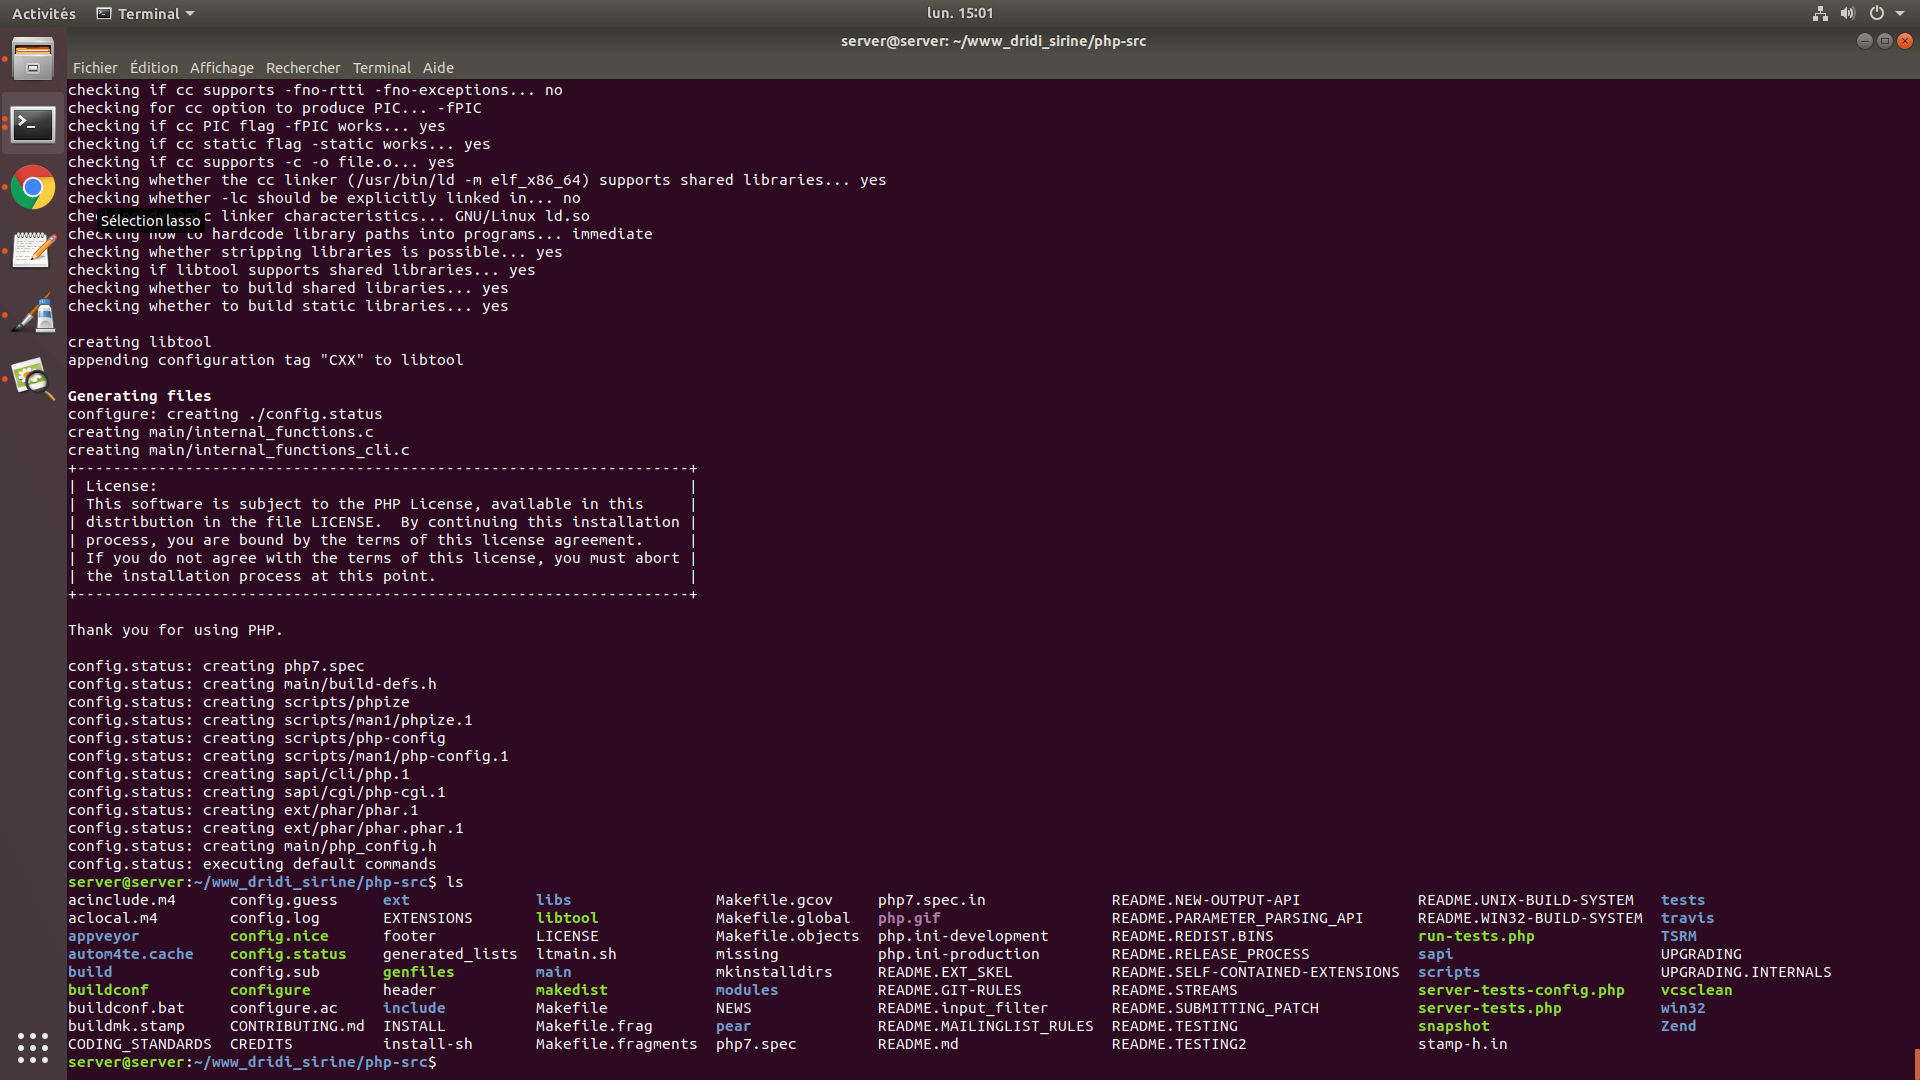 Activités Terminal lun. 15:01
server@server: ~/www_dridi_sirine/php-src
Fichier Édition Affichage Rechercher Terminal Aide
checking if cc supports -fno-rtti -fno-exceptions... no
checking for cc option to produce PIC... -fPIC
checking if cc PIC flag -fPIC works... yes
checking if cc static flag -static works... yes
checking if cc supports -c -o file.o... yes
checking whether the cc linker (/usr/bin/ld -m elf_x86_64) supports shared libraries... yes
checking whether -lc should be explicitly linked in... no
linker characteristics... GNU/Linux ld.so
Sélection lasso
checking how to hardcode library paths into programs... immediate
checking whether stripping libraries is possible... yes
checking if libtool supports shared libraries... yes
checking whether to build shared libraries... yes
checking whether to build static libraries... yes
creating libtool
appending configuration tag "CXX" to libtool
Generating files
configure: creating ./config.status
creating main/internal_functions.c
creating main/internal_functions_cli.c
+--------------------------------------------------------------------+
| License: |
| This software is subject to the PHP License, available in this |
| distribution in the file LICENSE.  By continuing this installation |
| process, you are bound by the terms of this license agreement. |
| If you do not agree with the terms of this license, you must abort |
| the installation process at this point. |
+--------------------------------------------------------------------+
Thank you for using PHP.
config.status: creating php7.spec
config.status: creating main/build-defs.h
config.status: creating scripts/phpize
config.status: creating scripts/man1/phpize.1
config.status: creating scripts/php-config
config.status: creating scripts/man1/php-config.1
config.status: creating sapi/cli/php.1
config.status: creating sapi/cgi/php-cgi.1
config.status: creating ext/phar/phar.1
config.status: creating ext/phar/phar.phar.1
config.status: creating main/php_config.h
config.status: executing default commands
server@server:~/www_dridi_sirine/php-src$ ls
acinclude.m4 config.guess ext libs Makefile.gcov php7.spec.in README.NEW-OUTPUT-API README.UNIX-BUILD-SYSTEM tests
aclocal.m4 config.log EXTENSIONS libtool Makefile.global php.gif README.PARAMETER_PARSING_API README.WIN32-BUILD-SYSTEM travis
appveyor config.nice footer LICENSE Makefile.objects php.ini-development README.REDIST.BINS run-tests.php TSRM
autom4te.cache config.status generated_lists ltmain.sh missing php.ini-production README.RELEASE_PROCESS sapi UPGRADING
build config.sub genfiles main mkinstalldirs README.EXT_SKEL README.SELF-CONTAINED-EXTENSIONS scripts UPGRADING.INTERNALS
buildconf configure header makedist modules README.GIT-RULES README.STREAMS server-tests-config.php vcsclean
buildconf.bat configure.ac include Makefile NEWS README.input_filter README.SUBMITTING_PATCH server-tests.php win32
buildmk.stamp CONTRIBUTING.md INSTALL Makefile.frag pear README.MAILINGLIST_RULES README.TESTING snapshot Zend
CODING_STANDARDS CREDITS install-sh Makefile.fragments php7.spec README.md README.TESTING2 stamp-h.in
server@server:~/www_dridi_sirine/php-src$